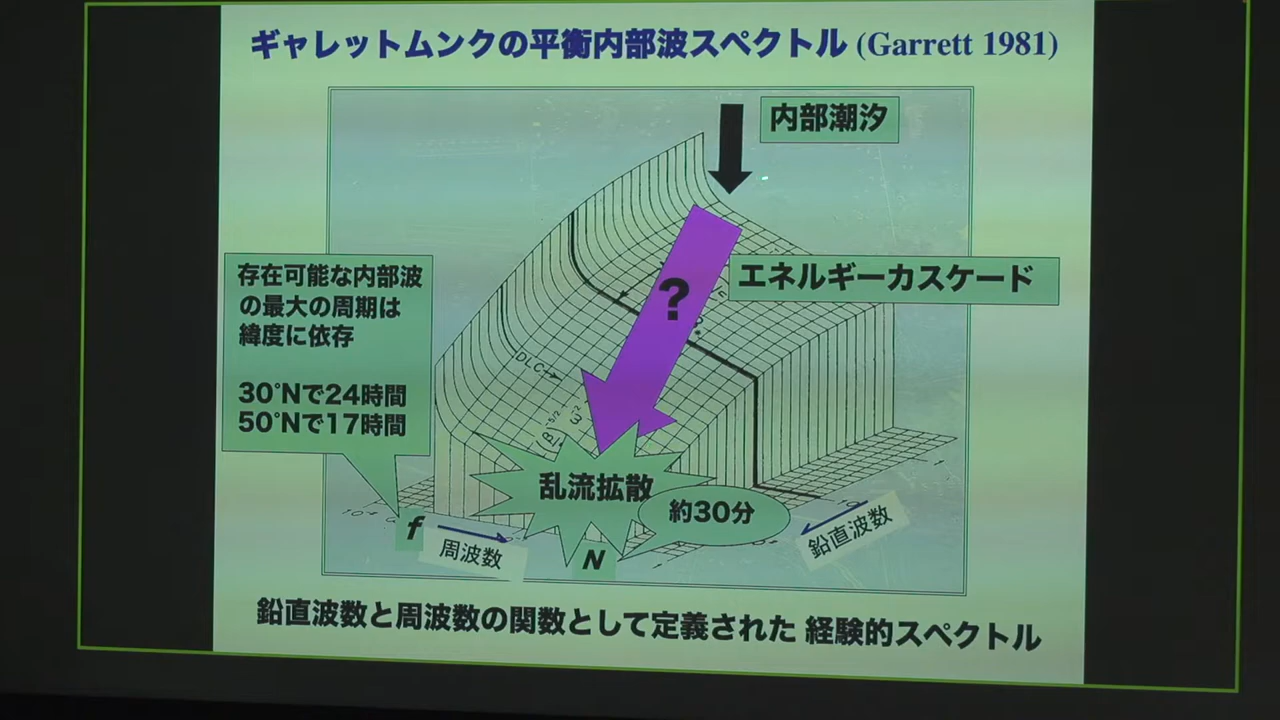 ギャレットムンクの平衡内部波スペクトル (Garrett 1981)
内部潮汐
エネルギーカスケード
?
存在可能な内部波
の最大の周期は
緯度に依存
30°Nで24時間
50°Nで17時間
DLC→
乱流拡散
約30分
f
周波数
N
鉛直波数
鉛直波数と周波数の関数として定義された 経験的スペクトル